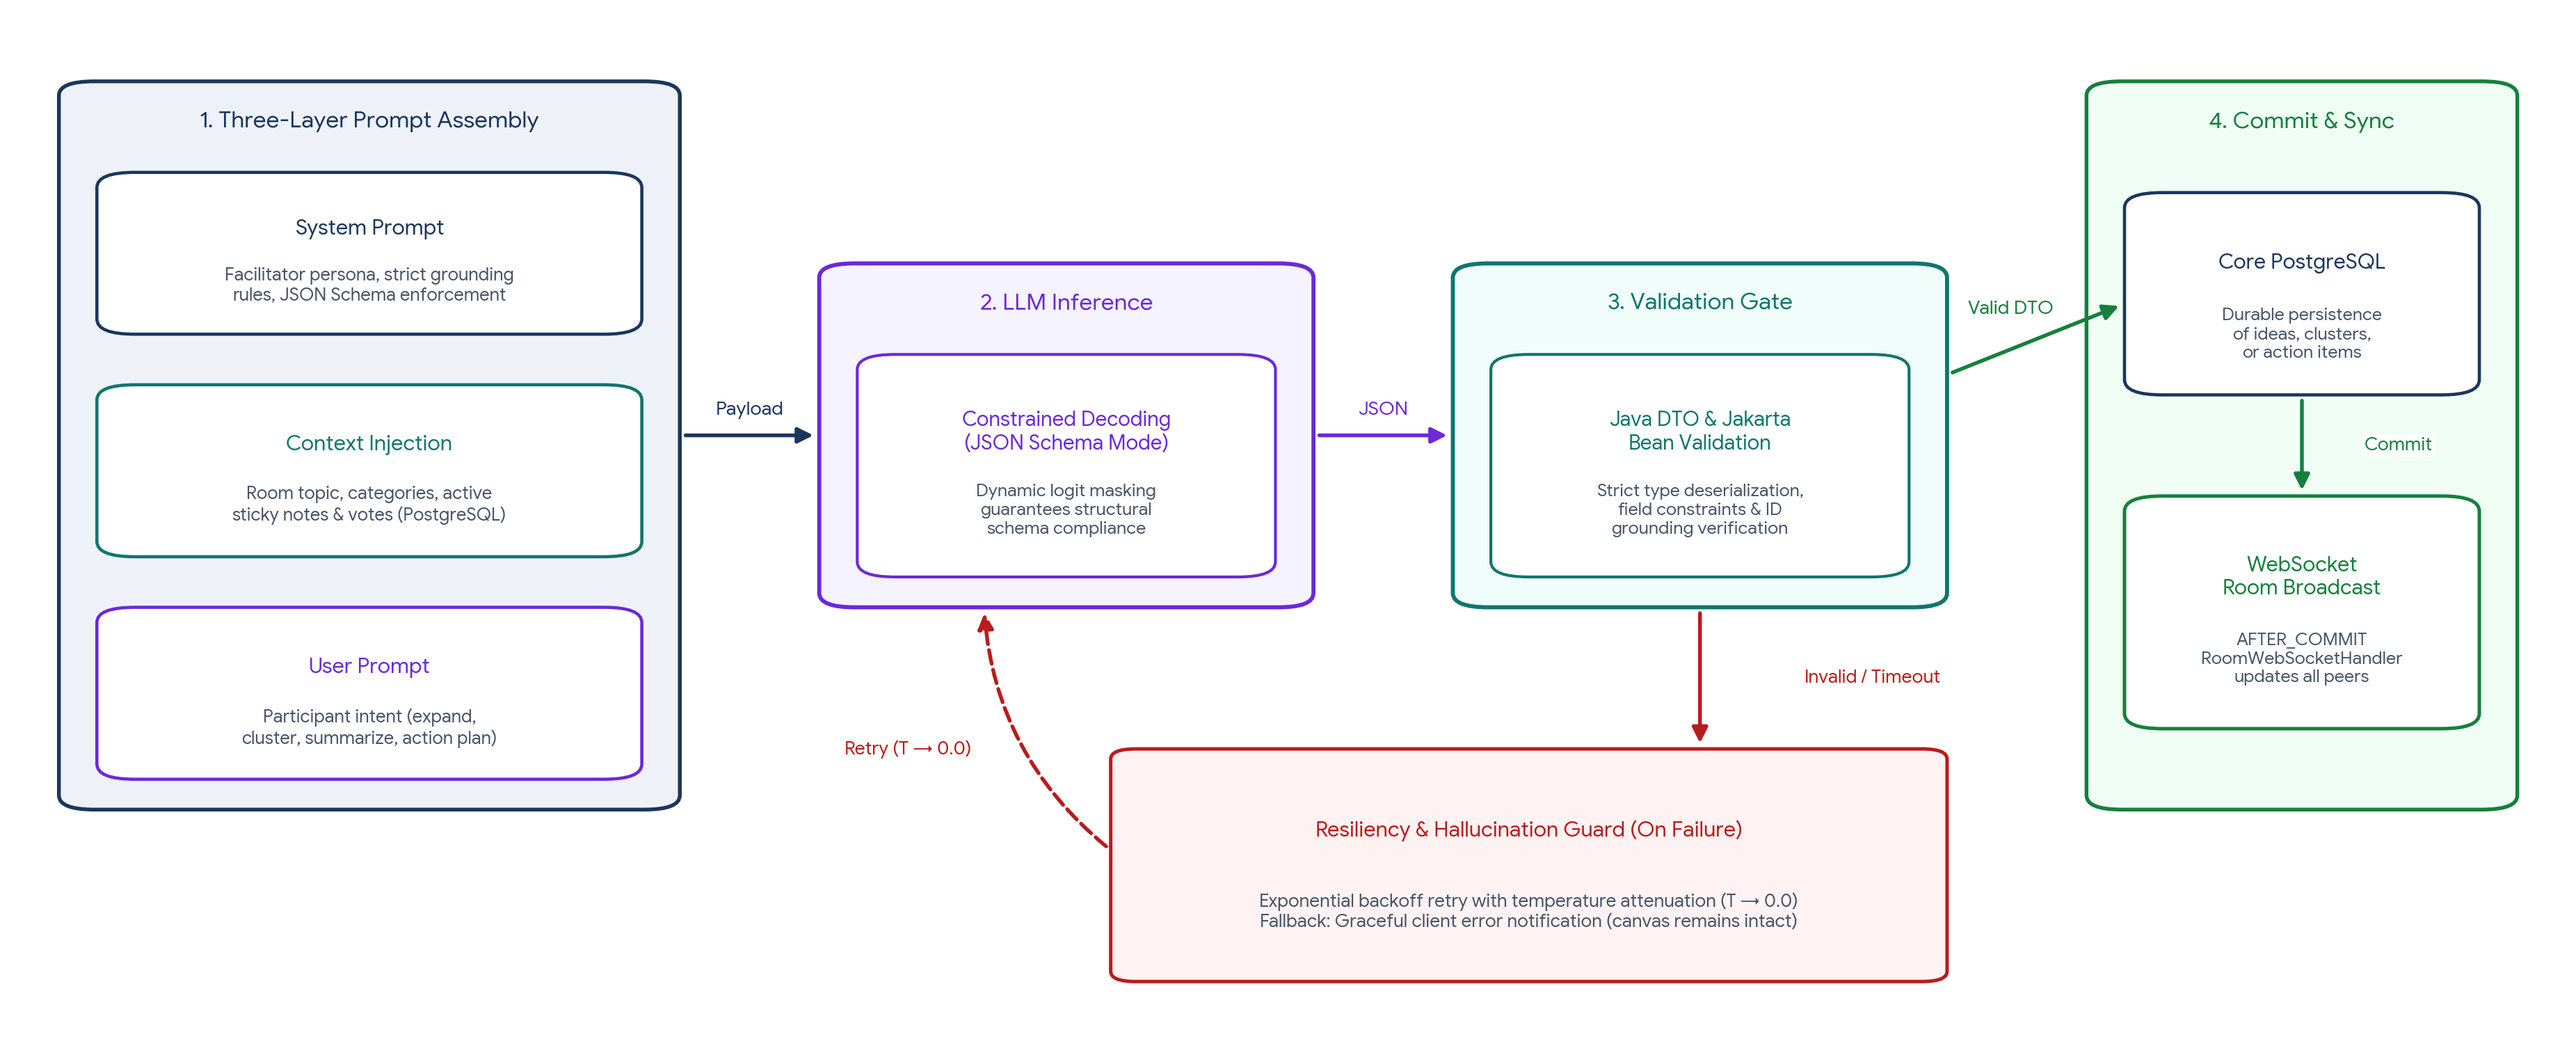 1. Three-Layer Prompt Assembly
System Prompt
Facilitator persona, strict grounding
rules, JSON Schema enforcement
Context Injection
Room topic, categories, active
sticky notes & votes (PostgreSQL)
User Prompt
Participant intent (expand,
cluster, summarize, action plan)
Payload
2. LLM Inference
Constrained Decoding
(JSON Schema Mode)
Dynamic logit masking
guarantees structural
schema compliance
JSON
3. Validation Gate
Java DTO & Jakarta
Bean Validation
Strict type deserialization,
field constraints & ID
grounding verification
Valid DTO
4. Commit & Sync
Core PostgreSQL
Durable persistence
of ideas, clusters,
or action items
Commit
WebSocket
Room Broadcast
AFTER_COMMIT
RoomWebSocketHandler
updates all peers
Invalid / Timeout
Retry (T → 0.0)
Resiliency & Hallucination Guard (On Failure)
Exponential backoff retry with temperature attenuation (T → 0.0)
Fallback: Graceful client error notification (canvas remains intact)